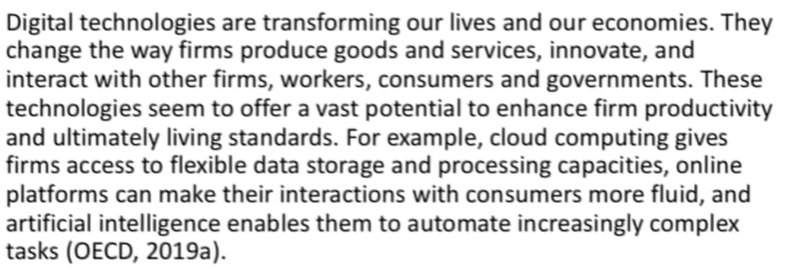 Digital technologies are transforming our lives and our economies. They
change the way firms produce goods and services, innovate, and
interact with other firms, workers, consumers and governments. These
technologies seem to offer a vast potential to enhance firm productivity
and ultimately living standards. For example, cloud computing gives
firms access to flexible data storage and processing capacities, online
platforms can make their interactions with consumers more fluid, and
artificial intelligence enables them to automate increasingly complex
tasks (OECD, 2019a).